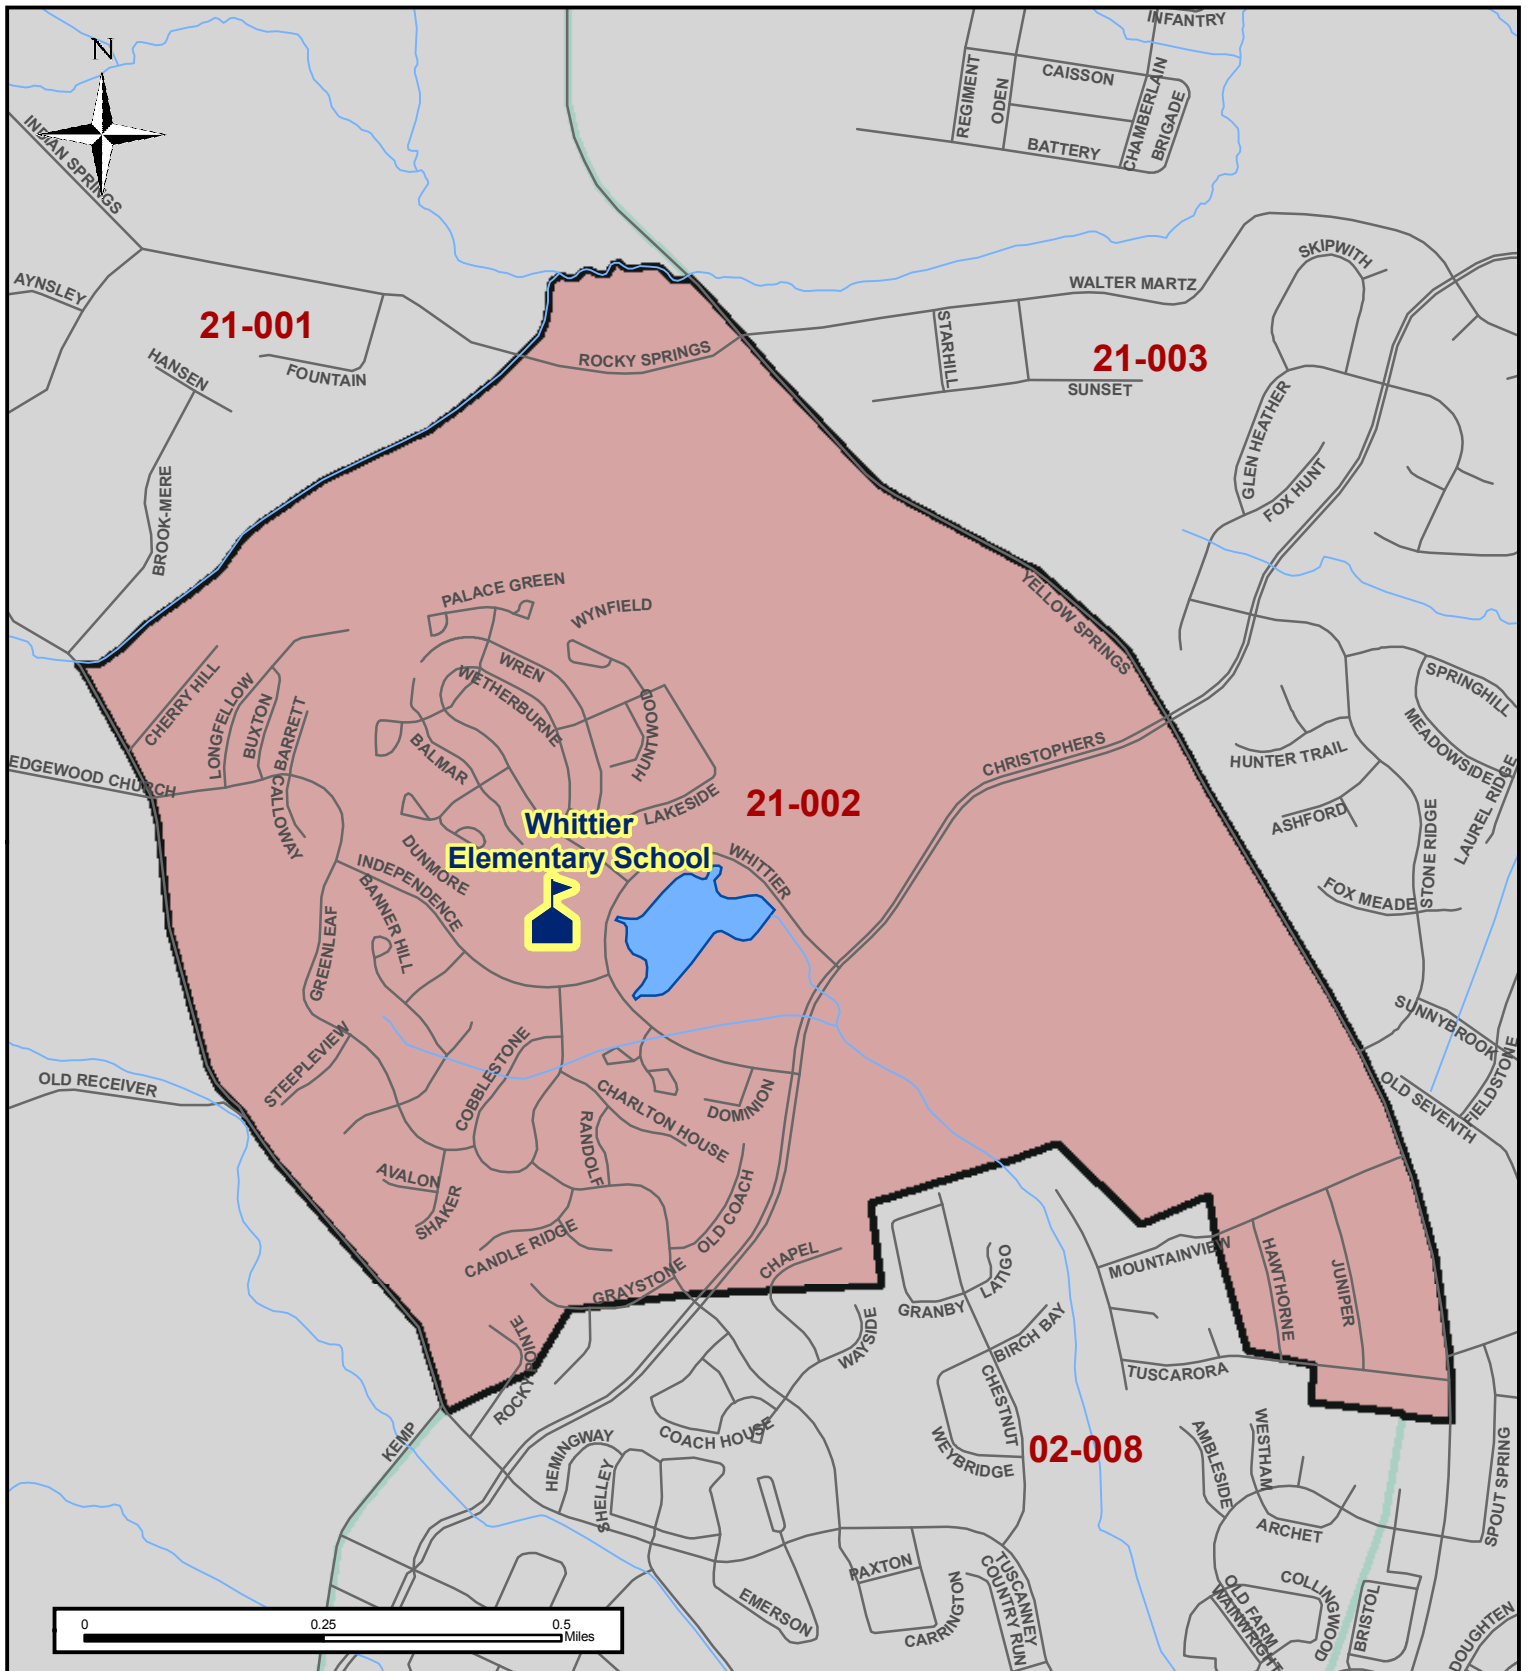 INFANTRY
N
CAISSON
REGIMENT
ODEN
CHAMBERLAIN
BRIGADE
BATTERY
INDIAN SPRINGS
SKIPWITH
AYNSLEY
WALTER MARTZ
21-001
STARHILL
21-003
ROCKY SPRINGS
HANSEN
FOUNTAIN
SUNSET
GLEN HEATHER
FOX HUNT
BROOK-MERE
PALACE GREEN
WYNFIELD
YELLOW SPRINGS
WREN
WETHERBURNE
CHERRY HILL
LONGFELLOW
BUXTON
BARRETT
HUNTWOOD
SPRINGHILL
BALMAR
MEADOWSIDE
CHRISTOPHERS
HUNTER TRAIL
EDGEWOOD CHURCH
CALLOWAY
LAKESIDE
21-002
LAUREL RIDGE
ASHFORD
STONE RIDGE
Whittier
Elementary School
WHITTIER
DUNMORE
INDEPENDENCE
BANNER HILL
FOX MEADE
GREENLEAF
SUNNYBROOK
STEEPLEVIEW
COBBLESTONE
OLD RECEIVER
FIELDSTONE
OLD SEVENTH
CHARLTON HOUSE
DOMINION
RANDOLF
AVALON
SHAKER
OLD COACH
CANDLE RIDGE
CHAPEL
LATIGO
MOUNTAINVIEW
HAWTHORNE
JUNIPER
GRAYSTONE
GRANBY
BIRCH BAY
WAYSIDE
ROCKY POINTE
TUSCARORA
CHESTNUT
KEMP
COACH HOUSE
HEMINGWAY
WEYBRIDGE
02-008
AMBLESIDE
WESTHAM
SPOUT SPRING
SHELLEY
ARCHET
PAXTON
TUSCANNEY
COUNTRY RUN
CARRINGTON
EMERSON
OLD FARM
WAINWRIGHT
COLLINGWOOD
BRISTOL
DOUGHTEN
0 0.25 0.5
Miles